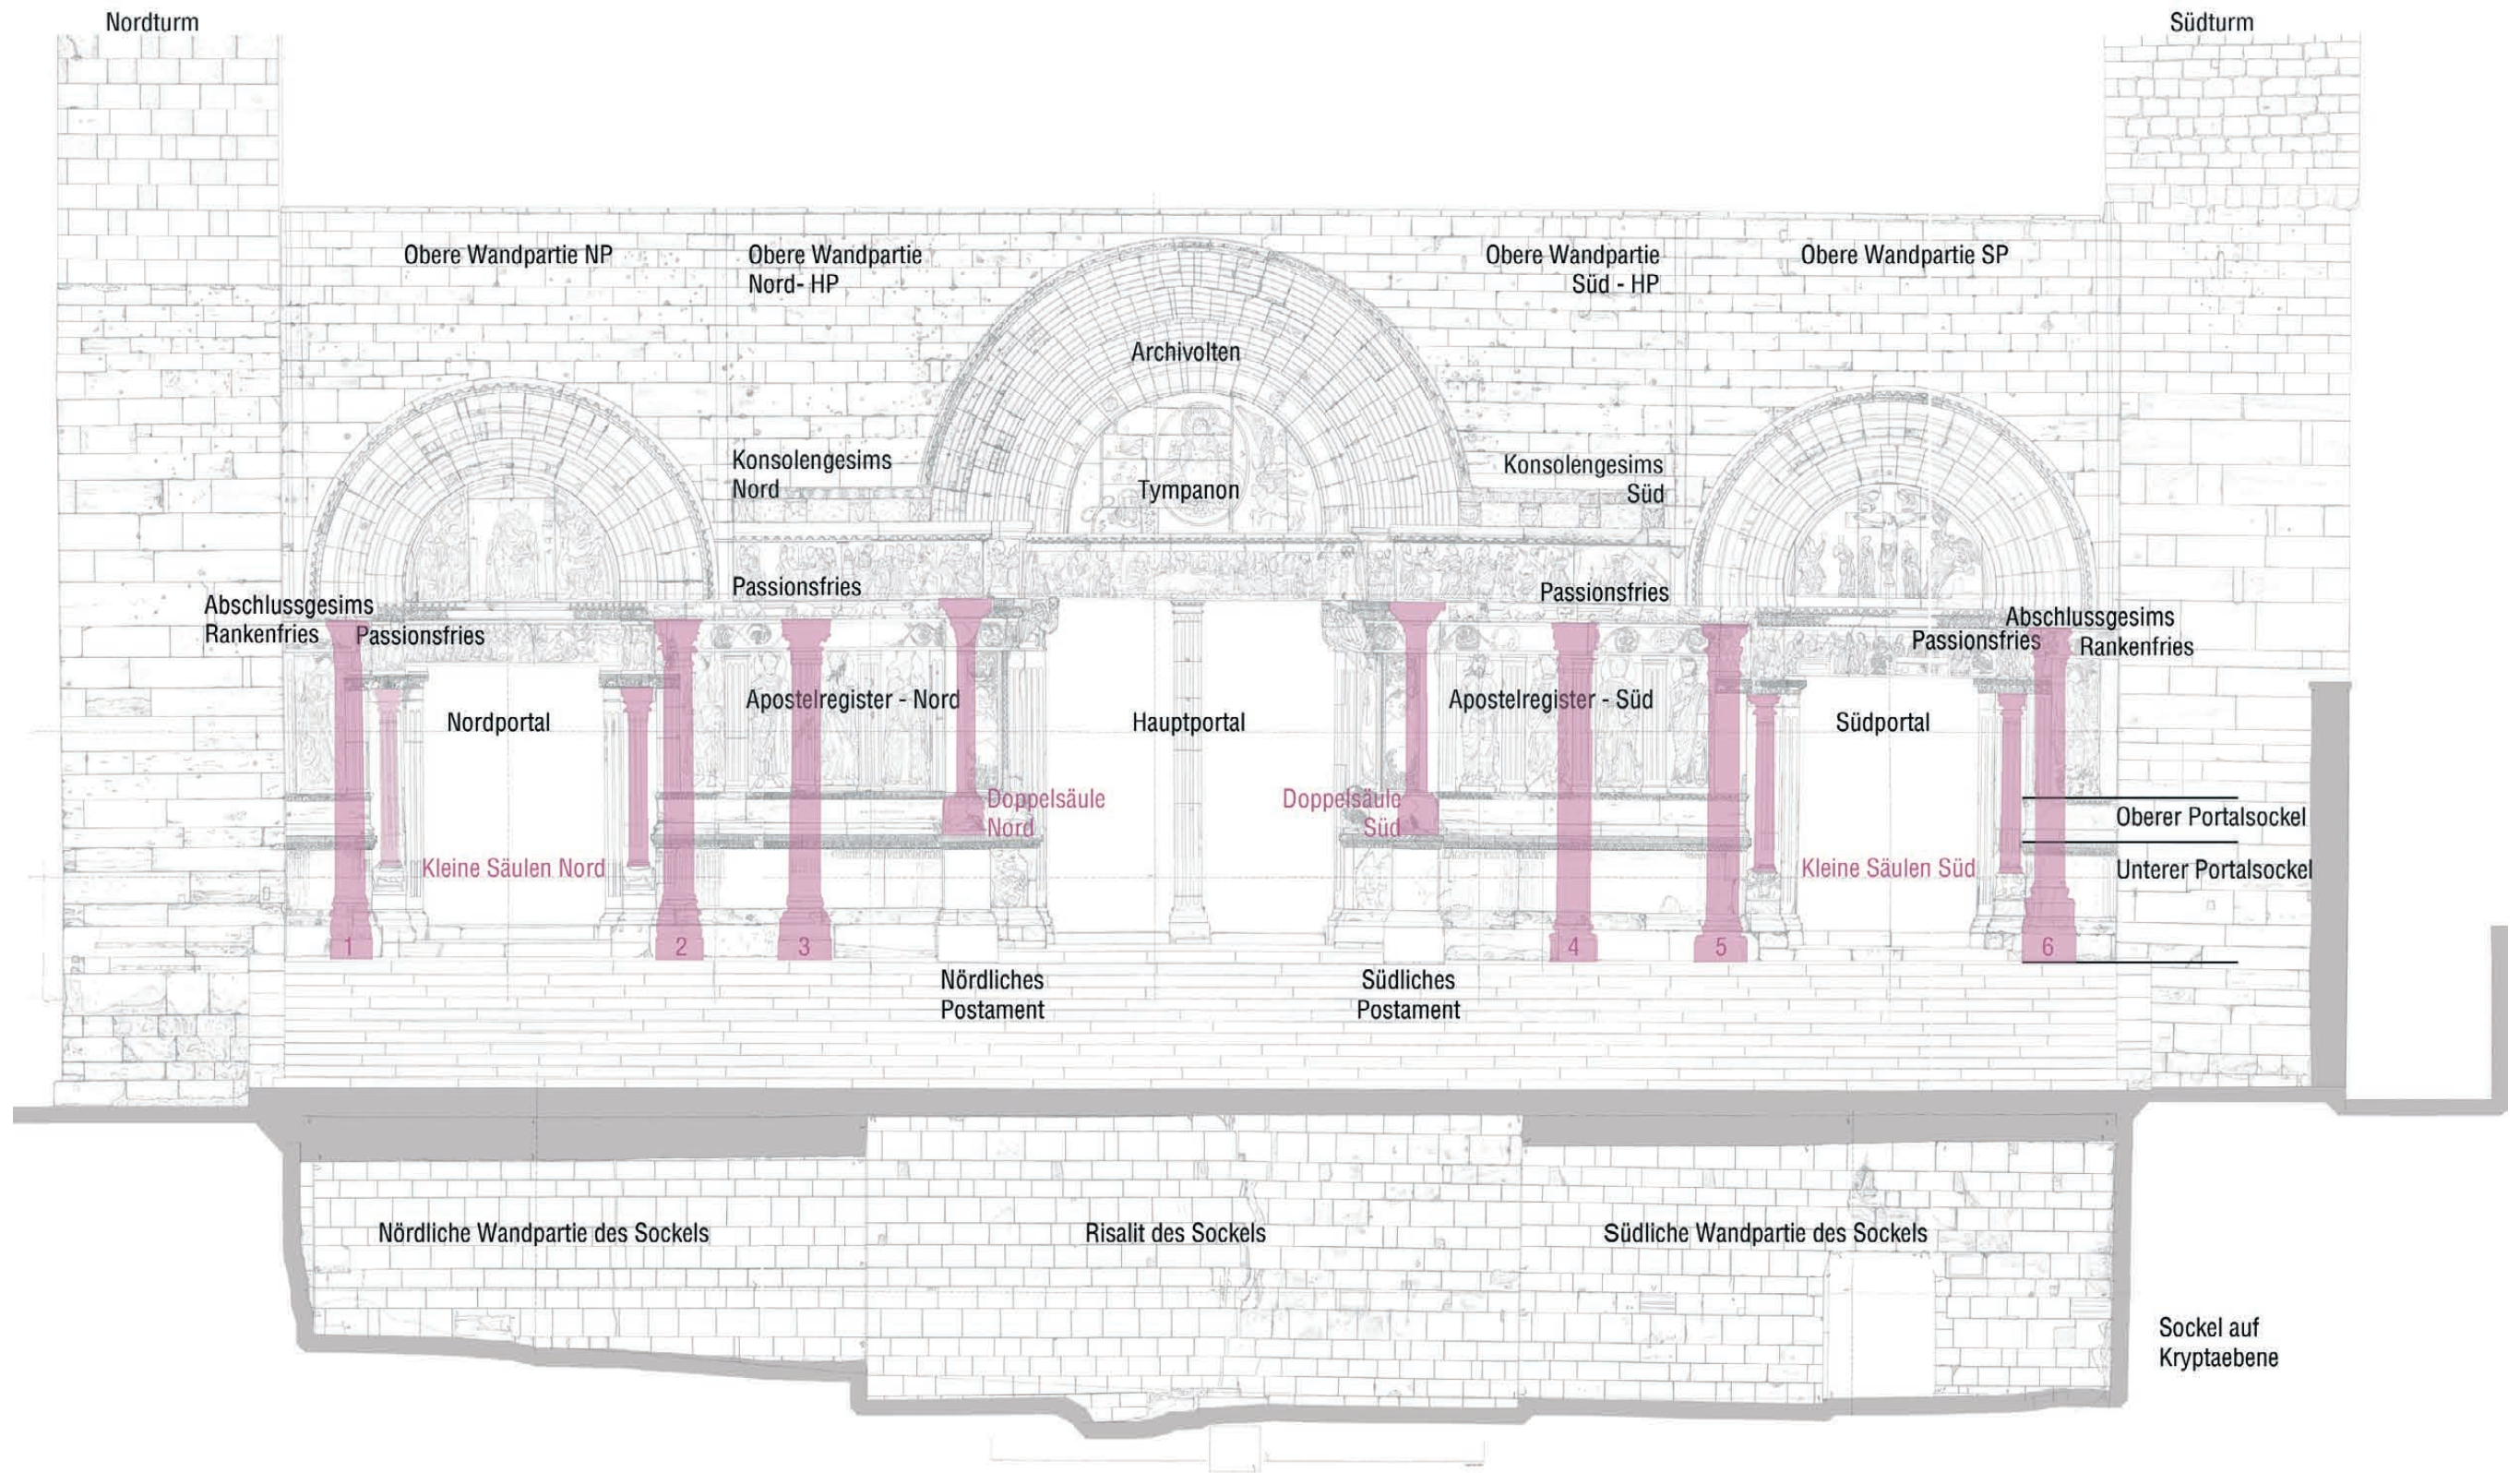 Nordturm
Südturm
Obere Wandpartie NP
Obere Wandpartie
Nord- HP
Obere Wandpartie
Süd - HP
Obere Wandpartie SP
Archivolten
Konsolengesims
Nord
Tympanon
Konsolengesims
Süd
Passionsfries
Passionsfries
Abschlussgesims
Rankenfries
Passionsfries
Abschlussgesims
Passionsfries
Rankenfries
Apostelregister - Nord
Apostelregister - Süd
Nordportal
Hauptportal
Südportal
Doppelsäule
Nord
Doppelsäule
Süd
Oberer Portalsockel
Kleine Säulen Nord
Kleine Säulen Süd
Unterer Portalsockel
1
2
3
4
5
6
Nördliches
Postament
Südliches
Postament
Nördliche Wandpartie des Sockels
Risalit des Sockels
Südliche Wandpartie des Sockels
Sockel auf
Kryptaebene